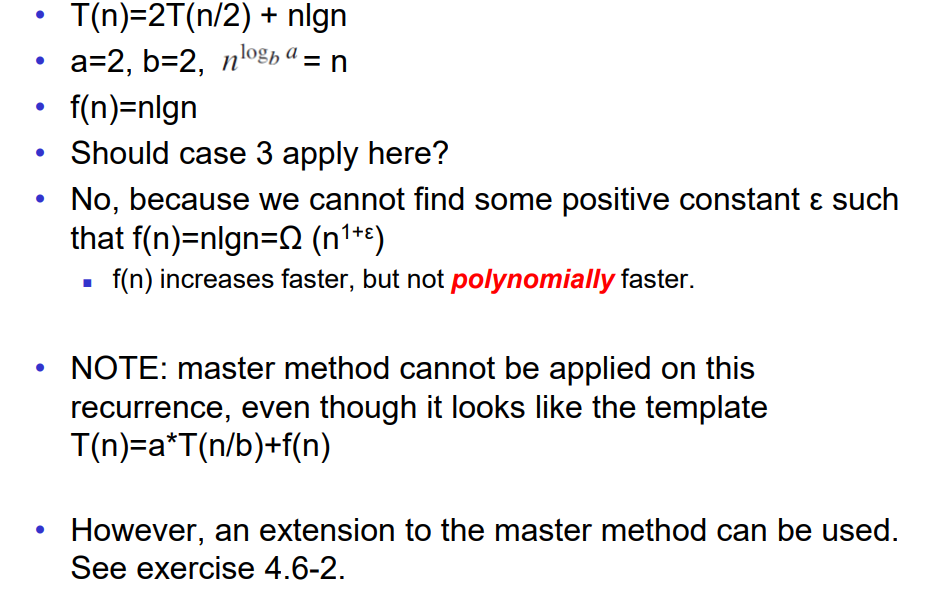 • T(n)=2T(n/2) + nlgn
• a=2, b=2, n^{log_b a} = n
• f(n)=nlgn
• Should case 3 apply here?
• No, because we cannot find some positive constant ε such
that f(n)=nlgn=Ω (n^{1+ε})
▪ f(n) increases faster, but not polynomially faster.
• NOTE: master method cannot be applied on this
recurrence, even though it looks like the template
T(n)=a*T(n/b)+f(n)
• However, an extension to the master method can be used.
See exercise 4.6-2.